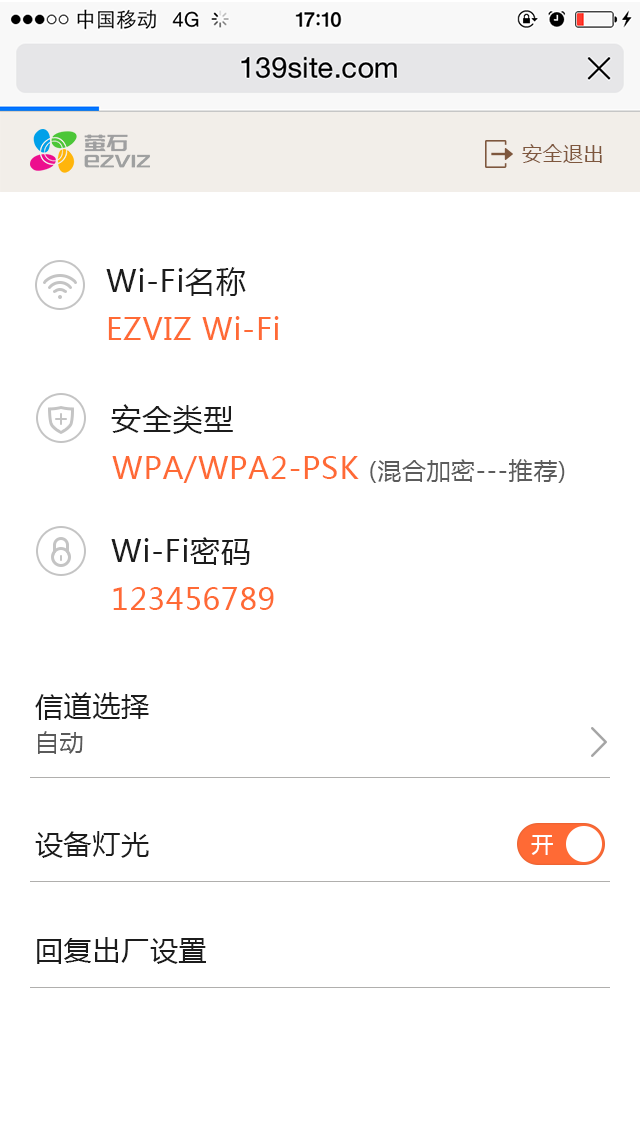 中国移动 4G 17:10
139site.com
萤石
EZVIZ
安全退出
Wi-Fi名称
EZVIZ Wi-Fi
安全类型
WPA/WPA2-PSK (混合加密---推荐)
Wi-Fi密码
123456789
信道选择
自动
设备灯光
开
回复出厂设置